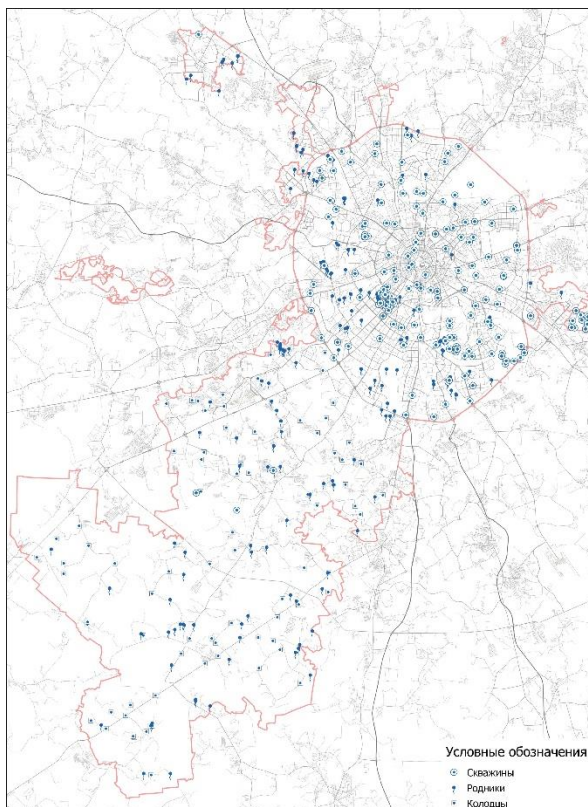 Условные обозначения
Скважины
Родники
Колодцы